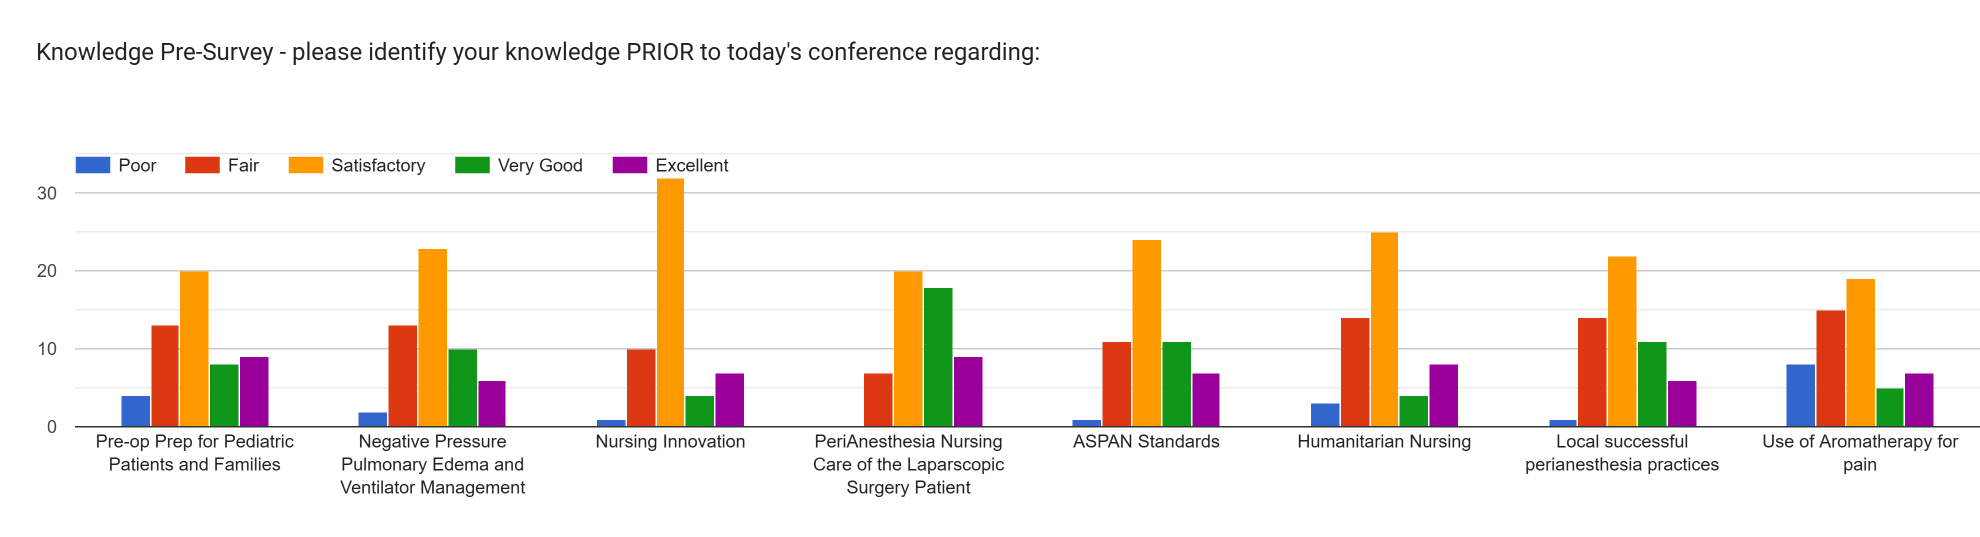 Knowledge Pre-Survey - please identify your knowledge PRIOR to today's conference regarding:
Poor Fair Satisfactory Very Good Excellent
30
20
10
0
Pre-op Prep for Pediatric
Patients and Families
Negative Pressure
Pulmonary Edema and
Ventilator Management
Nursing Innovation
PeriAnesthesia Nursing
Care of the Laparscopic
Surgery Patient
ASPAN Standards
Humanitarian Nursing
Local successful
perianesthesia practices
Use of Aromatherapy for
pain